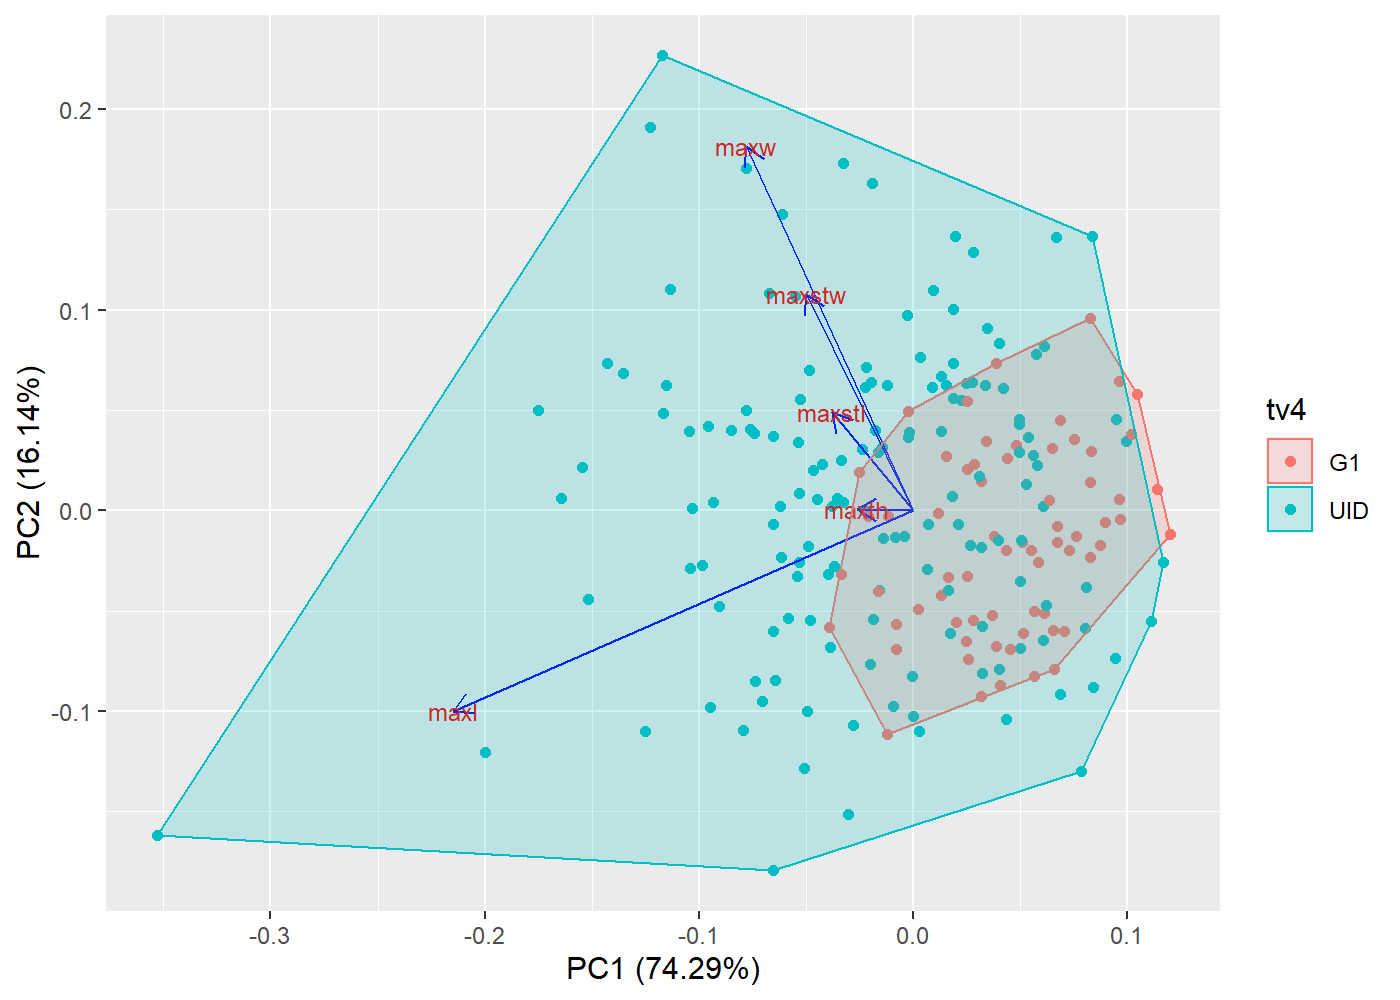 0.2
0.1
0.0
-0.1
PC2 (16.14%)
maxw
maxstw
maxstl
maxth
maxl
-0.3
-0.2
-0.1
0.0
0.1
PC1 (74.29%)
tv4
G1
UID